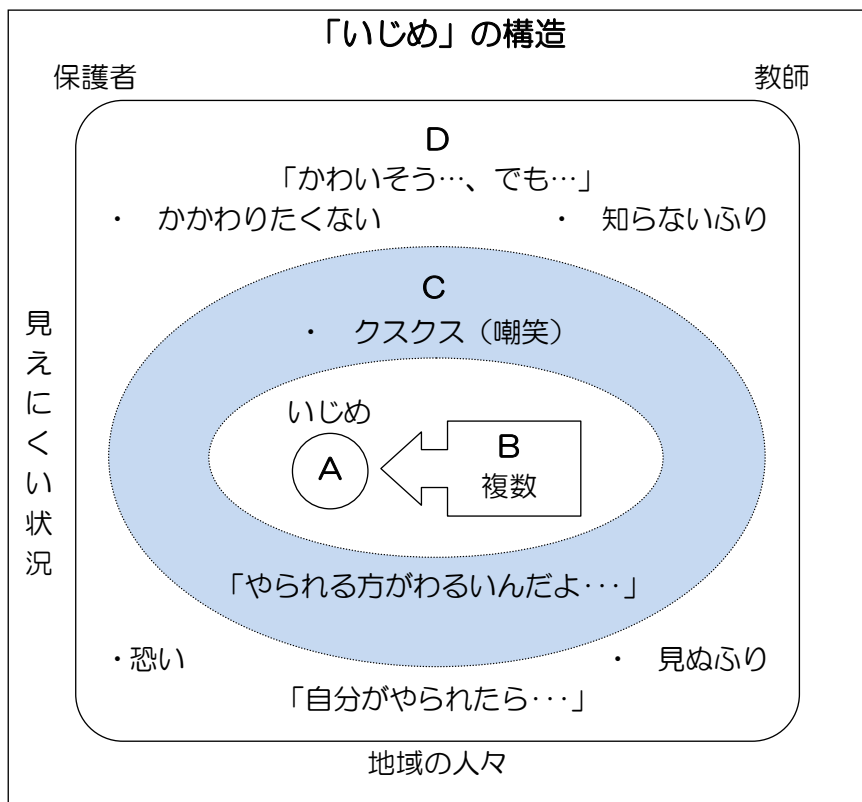 「いじめ」の構造
保護者
教師
D
「かわいそう…、でも…」
・ かかわりたくない
・ 知らないふり
C
・ クスクス（嘲笑）
見えにくい状況
いじめ
A
B
複数
「やられる方がわるいんだよ･･･」
・恐い
・ 見ぬふり
「自分がやられたら･･･」
地域の人々